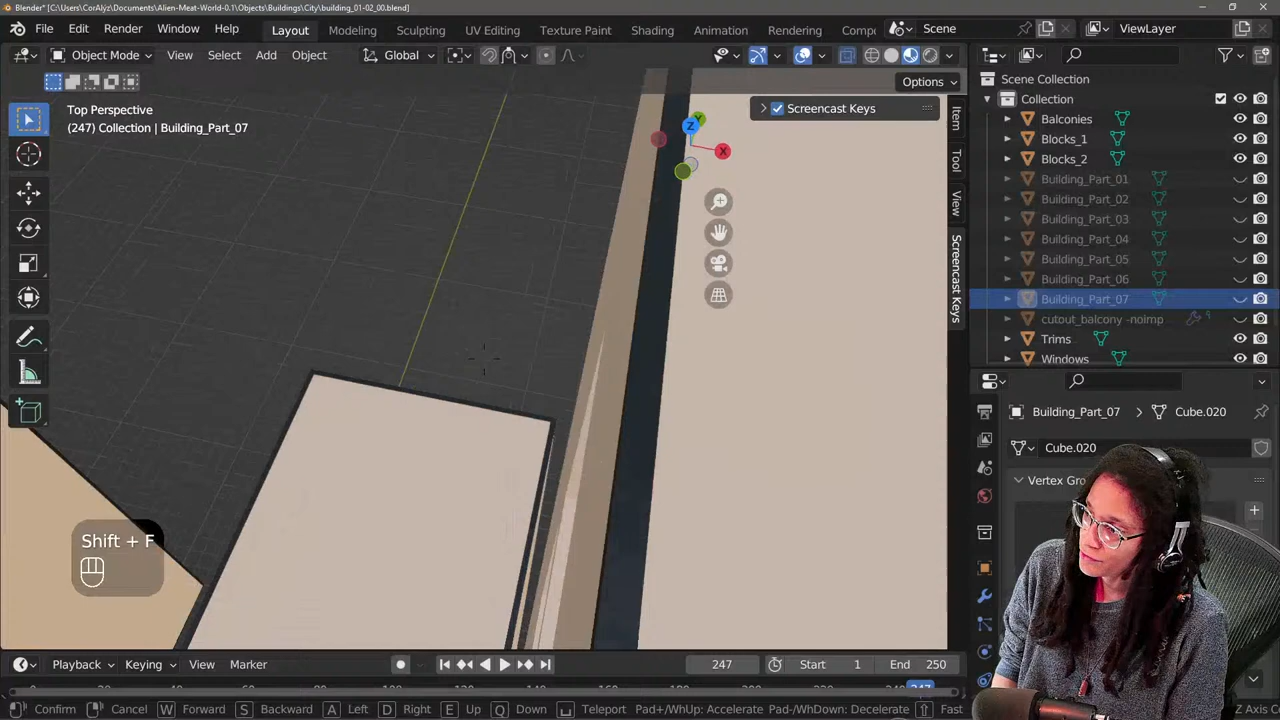 Blender* [C:\Users\CorAlyz\Documents\Alien-Meat-World-0.1\Objects\Buildings\City\building_01-02_00.blend]
File Edit Render Window Help Layout Modeling Sculpting UV Editing Texture Paint Shading Animation Rendering Comp Scene ViewLayer
Object Mode View Select Add Object Global
Options
Top Perspective
(247) Collection | Building_Part_07
Screencast Keys
Item
Tool
View
Screencast Keys
Z
Y
X
Scene Collection
Collection
Balconies
Blocks_1
Blocks_2
Building_Part_01
Building_Part_02
Building_Part_03
Building_Part_04
Building_Part_05
Building_Part_06
Building_Part_07
cutout_balcony -noimp
Trims
Windows
Building_Part_07 Cube.020
Cube.020
Vertex Gro
Shift + F
Playback Keying View Marker 247 Start 1 End 250
Confirm Cancel W Forward S Backward A Left D Right E Up Q Down Teleport Pad+/WhUp: Accelerate Pad-/WhDown: Decelerate Fast Z Axis Co